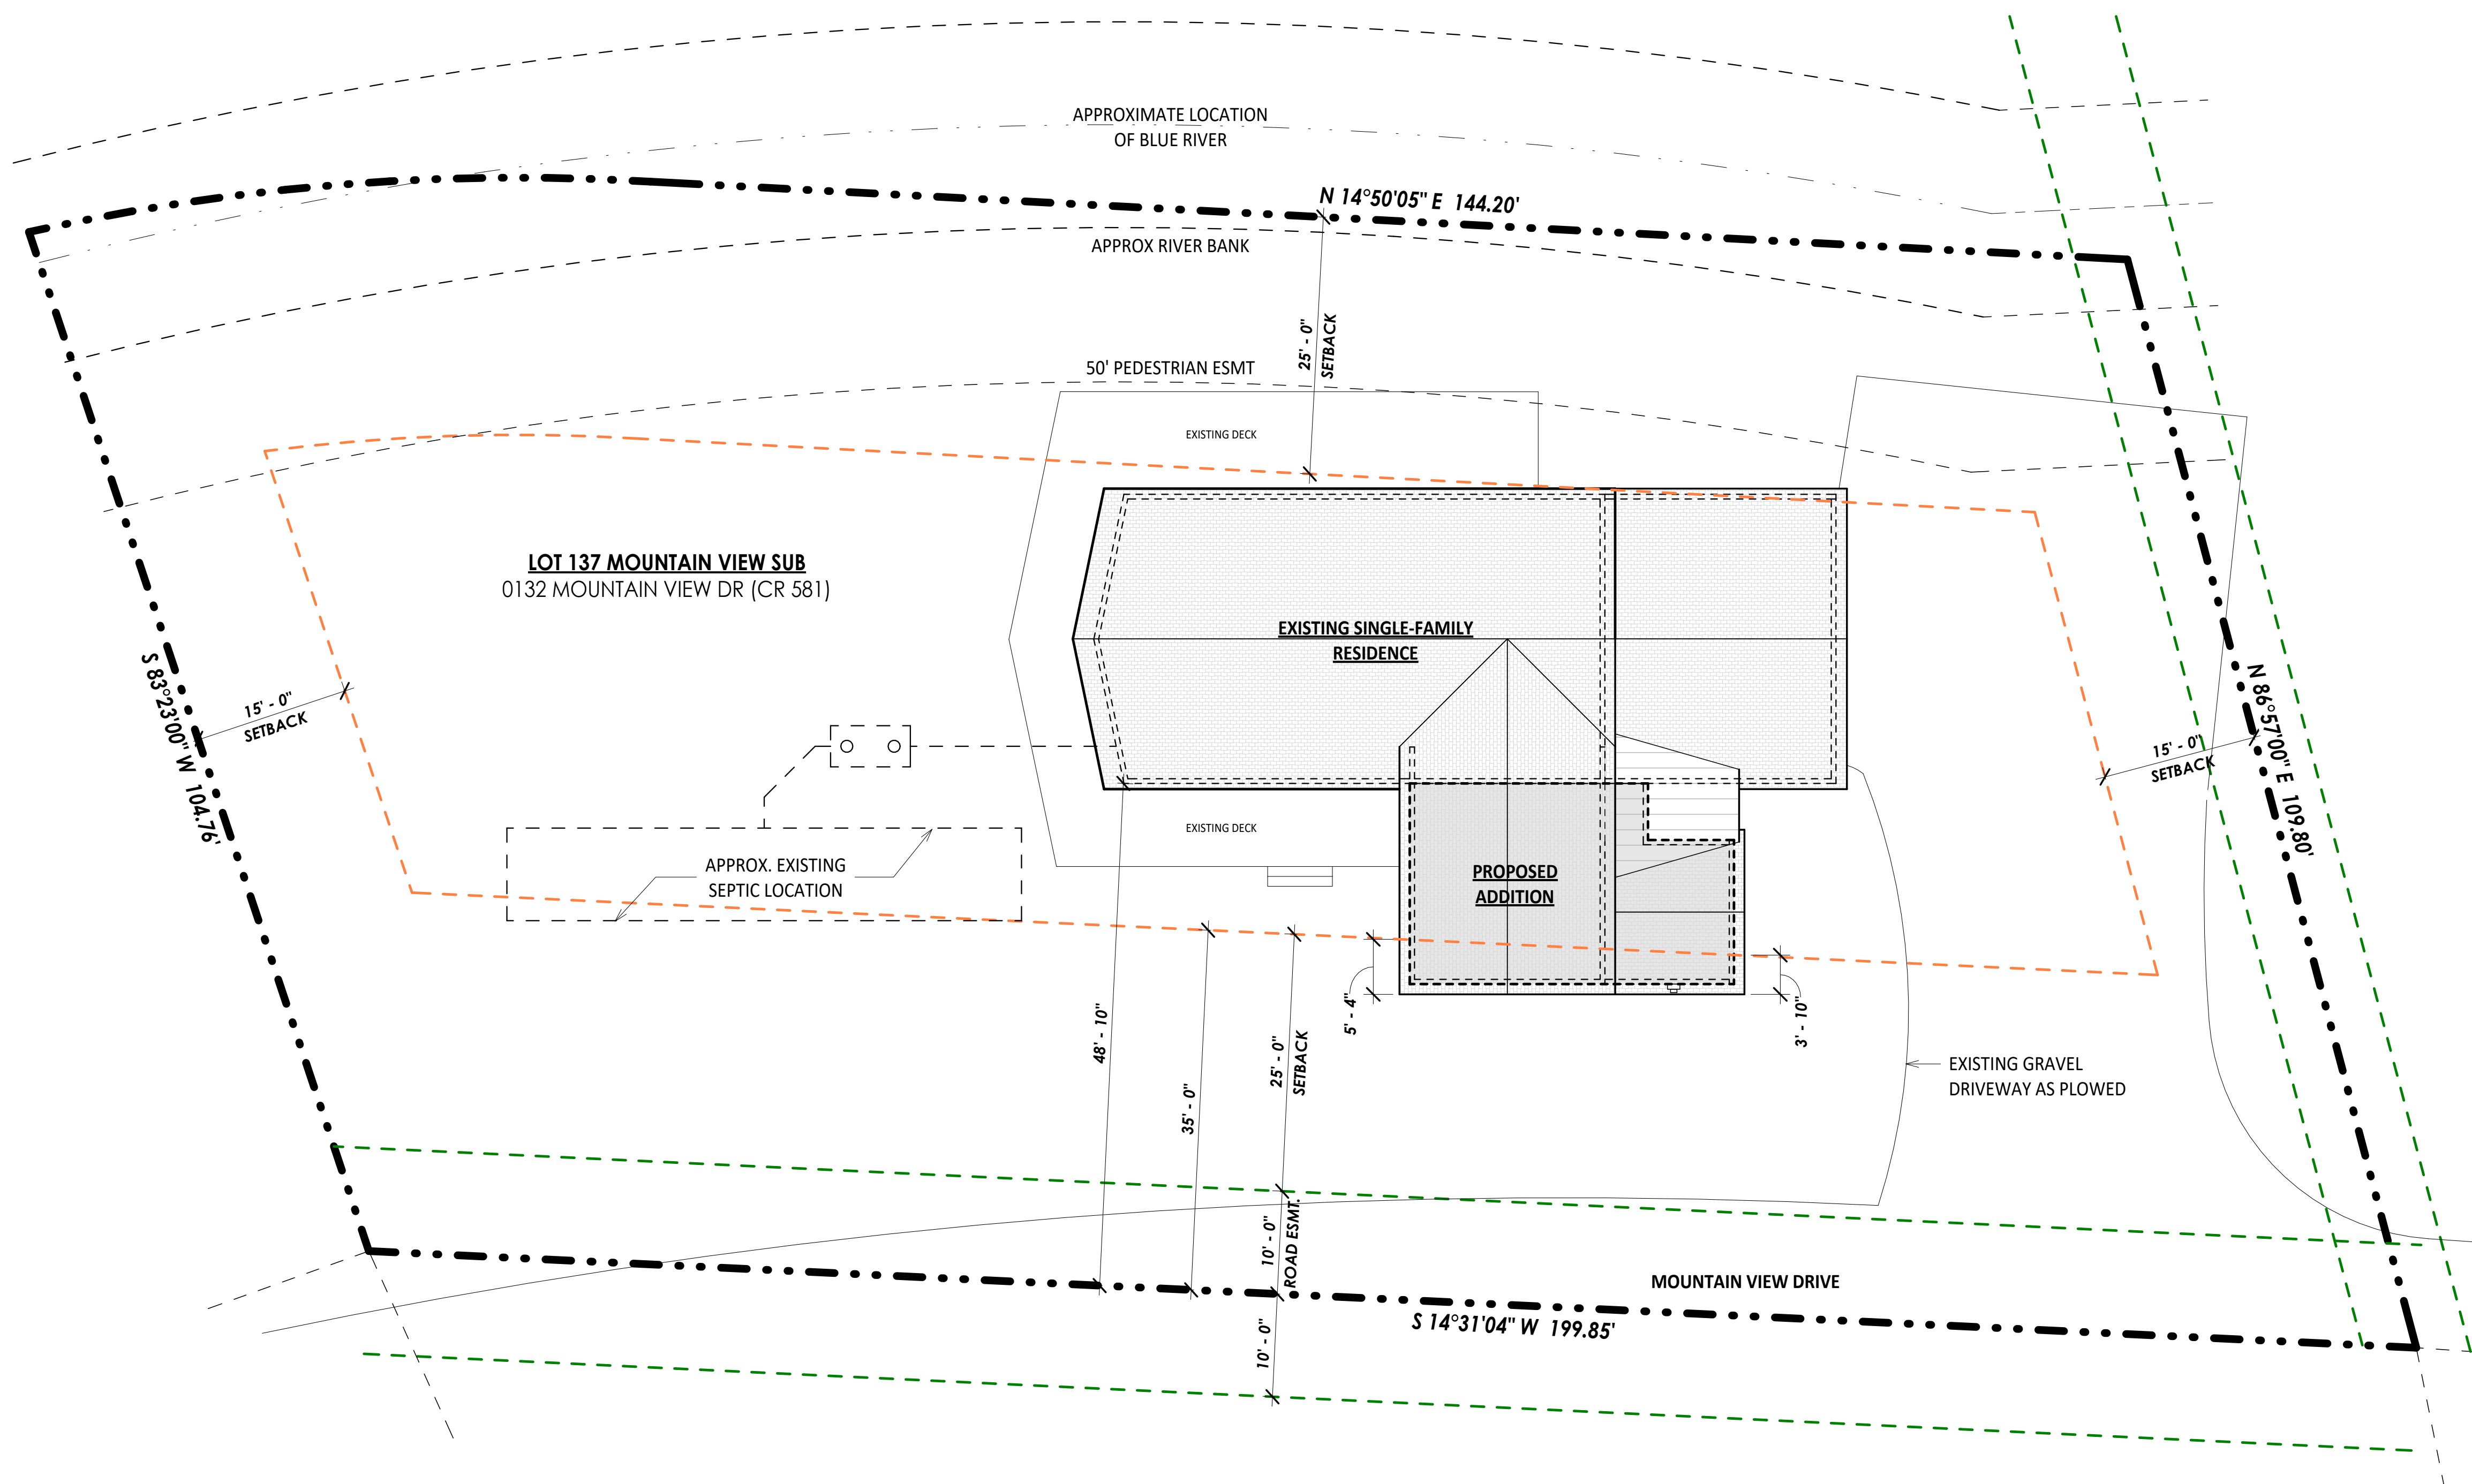 APPROXIMATE LOCATION
OF BLUE RIVER
N 14°50'05" E  144.20'
APPROX RIVER BANK
25' - 0"
SETBACK
50' PEDESTRIAN ESMT
EXISTING DECK
LOT 137 MOUNTAIN VIEW SUB
0132 MOUNTAIN VIEW DR (CR 581)
EXISTING SINGLE-FAMILY
RESIDENCE
S 83°23'00" W  104.76'
15' - 0"
SETBACK
N 86°57'00" E  109.80'
15' - 0"
SETBACK
EXISTING DECK
APPROX. EXISTING
SEPTIC LOCATION
PROPOSED
ADDITION
48' - 10"
35' - 0"
25' - 0"
SETBACK
5' - 4"
3' - 10"
EXISTING GRAVEL
DRIVEWAY AS PLOWED
10' - 0"
ROAD ESMT.
10' - 0"
MOUNTAIN VIEW DRIVE
S 14°31'04" W  199.85'